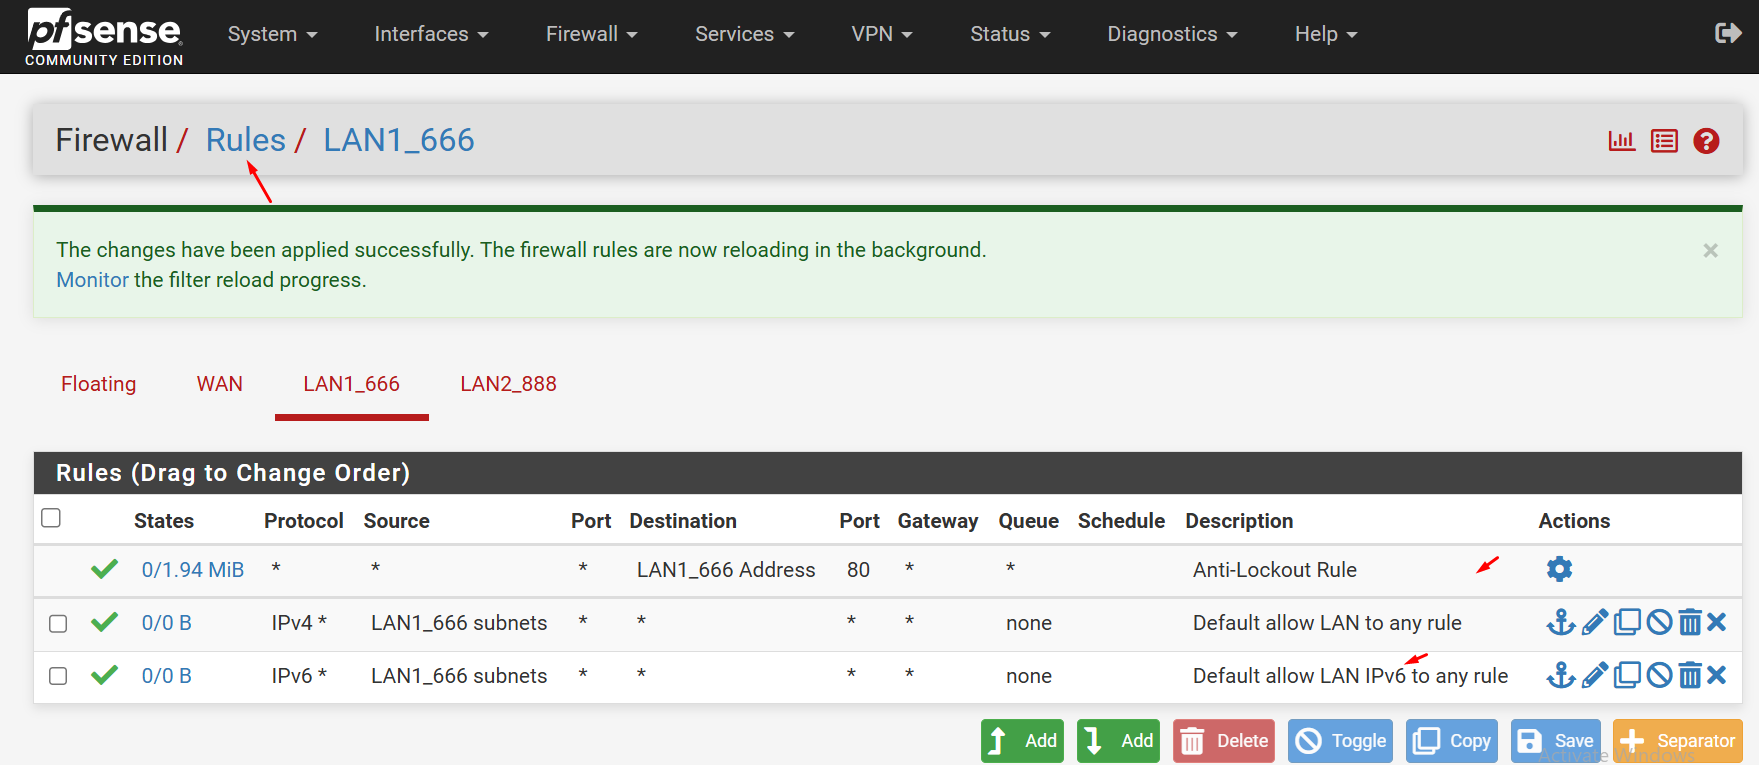 pfsense
COMMUNITY EDITION
System Interfaces Firewall Services VPN Status Diagnostics Help
Firewall / Rules / LAN1_666
The changes have been applied successfully. The firewall rules are now reloading in the background.
Monitor the filter reload progress.
Floating WAN LAN1_666 LAN2_888
Rules (Drag to Change Order)
States Protocol Source Port Destination Port Gateway Queue Schedule Description Actions
0/1.94 MiB * * * LAN1_666 Address 80 * * Anti-Lockout Rule
0/0 B IPv4 * LAN1_666 subnets * * * * none Default allow LAN to any rule
0/0 B IPv6 * LAN1_666 subnets * * * * none Default allow LAN IPv6 to any rule
Add Add Delete Toggle Copy Save Separator
Activate Windows